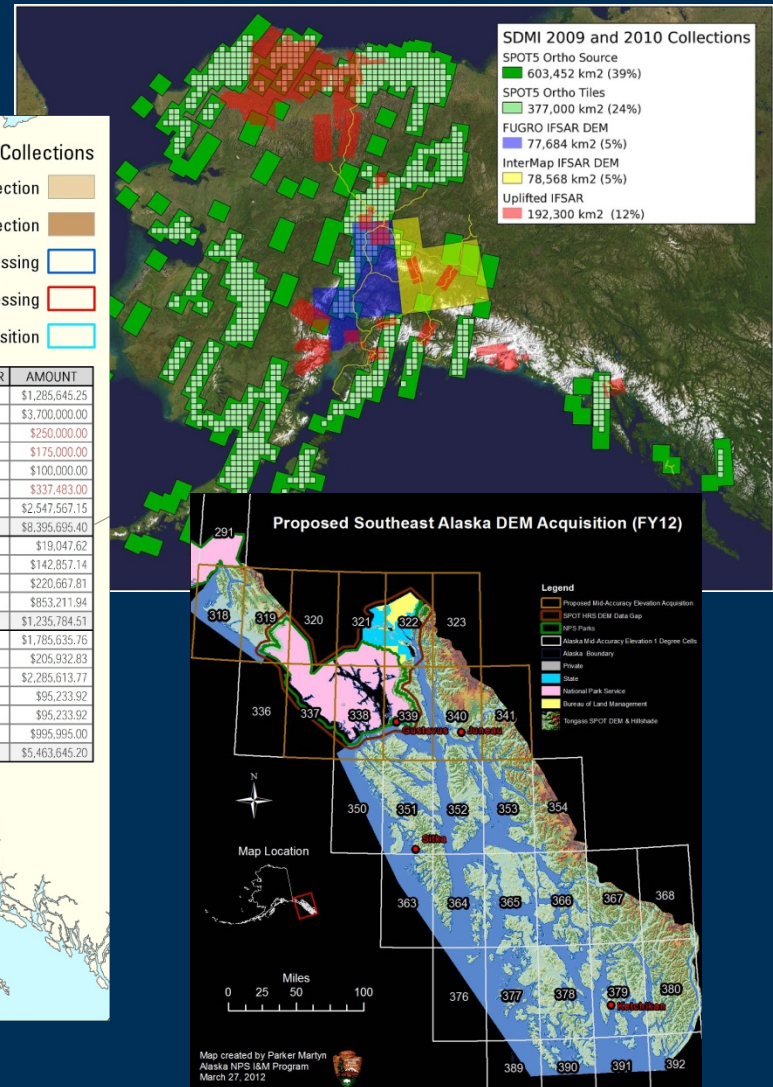 SDMI 2009 and 2010 Collections
SPOT5 Ortho Source
603,452 km2 (39%)
SPOT5 Ortho Tiles
377,000 km2 (24%)
FUGRO IFSAR DEM
77,684 km2 (5%)
InterMap IFSAR DEM
78,568 km2 (5%)
Uplifted IFSAR
192,300 km2 (12%)
Collections
ection
ection
ssing
ssing
sition
R AMOUNT
$1,285,645.25
$3,700,000.00
$250,000.00
$175,000.00
$100,000.00
$337,483.00
$2,547,567.15
$8,395,695.40
$19,047.62
$142,857.14
$220,667.81
$853,211.94
$1,235,784.51
$1,785,635.76
$205,932.83
$2,285,613.77
$95,233.92
$95,233.92
$995,995.00
$5,463,645.20
Proposed Southeast Alaska DEM Acquisition (FY12)
Legend
Proposed Mid-Accuracy Elevation Acquisition
SPOT HRS DEM Data Gap
NPS Parks
Alaska Mid-Accuracy Elevation 1 Degree Cells
Alaska Boundary
Private
State
National Park Service
Bureau of Land Management
Tongass SPOT DEM & Hillshade
291
318 319 320 321 322 323
336 337 338 339 340 341
Gustavus Juneau
350 351 352 353 354
Sitka
363 364 365 366 367 368
376 377 378 379 380
Ketchikan
389 390 391 392
N
Map Location
Miles
0 25 50 100
Map created by Parker Martyn
Alaska NPS I&M Program
March 27, 2012